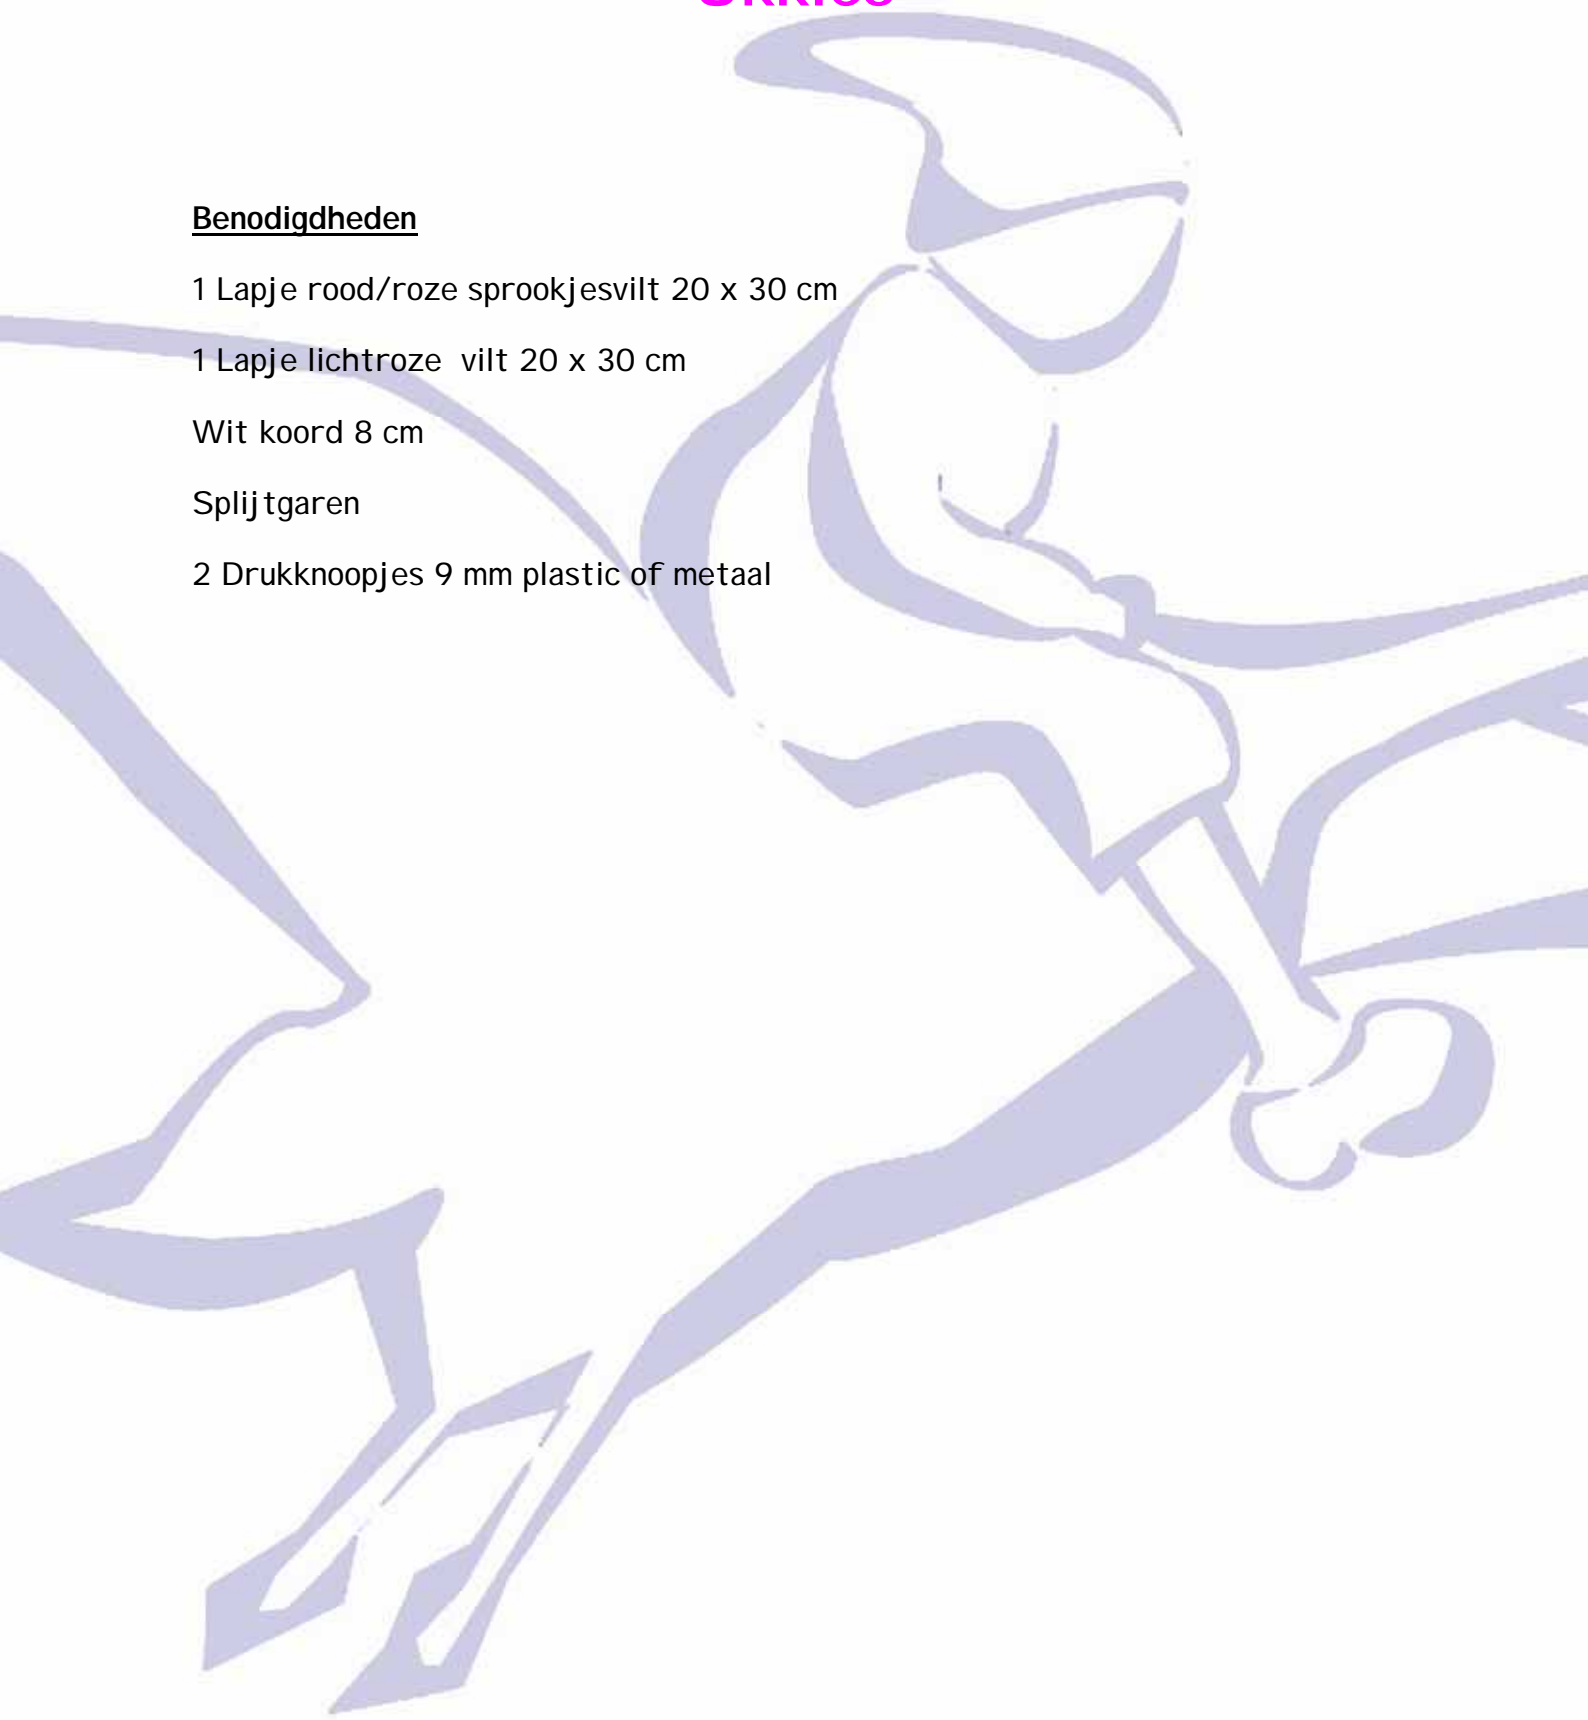 Benodigdheden
1 Lapje rood/roze sprookjesvilt 20 x 30 cm
1 Lapje lichtroze vilt 20 x 30 cm
Wit koord 8 cm
Splijtgaren
2 Drukknoopjes 9 mm plastic of metaal